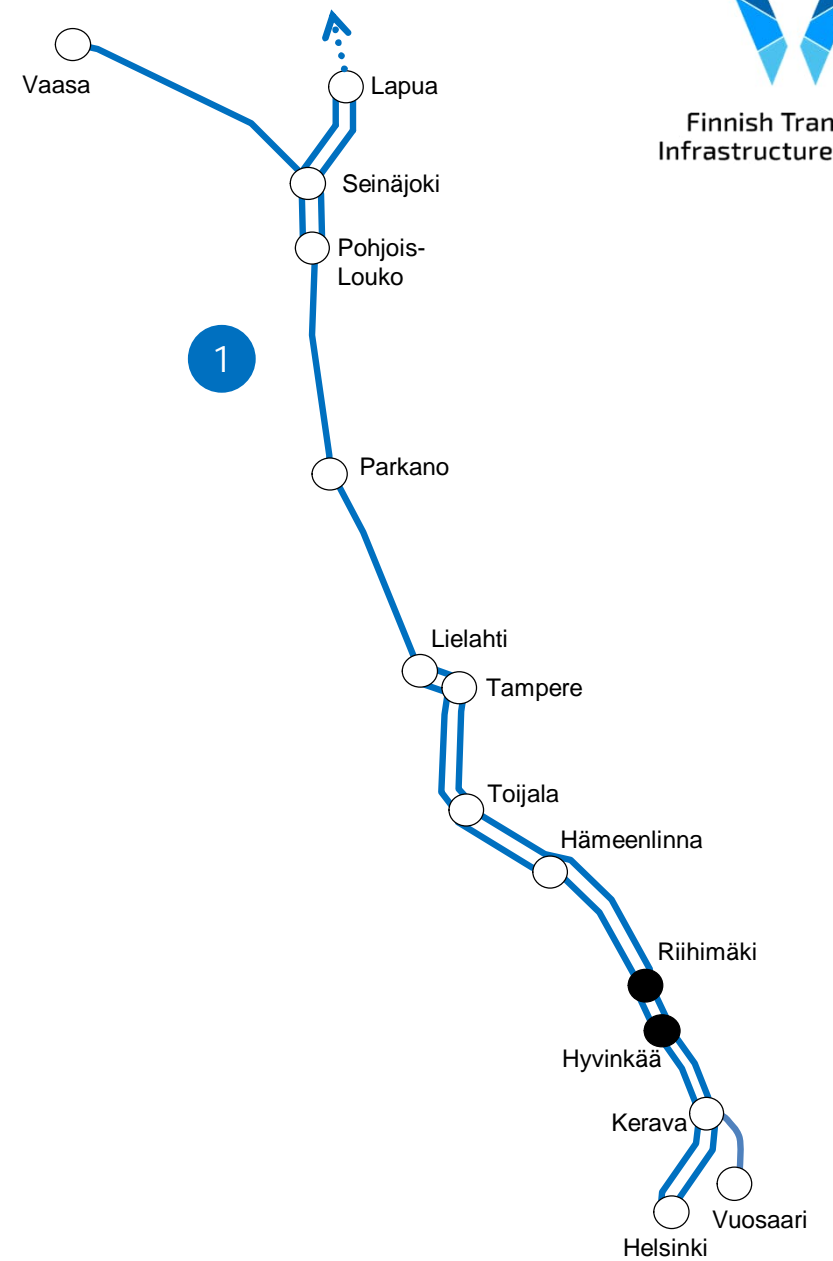 Vaasa
Lapua
Finnish Tran
Infrastructure
Seinäjoki
Pohjois-
Louko
1
Parkano
Lielahti
Tampere
Toijala
Hämeenlinna
Riihimäki
Hyvinkää
Kerava
Vuosaari
Helsinki